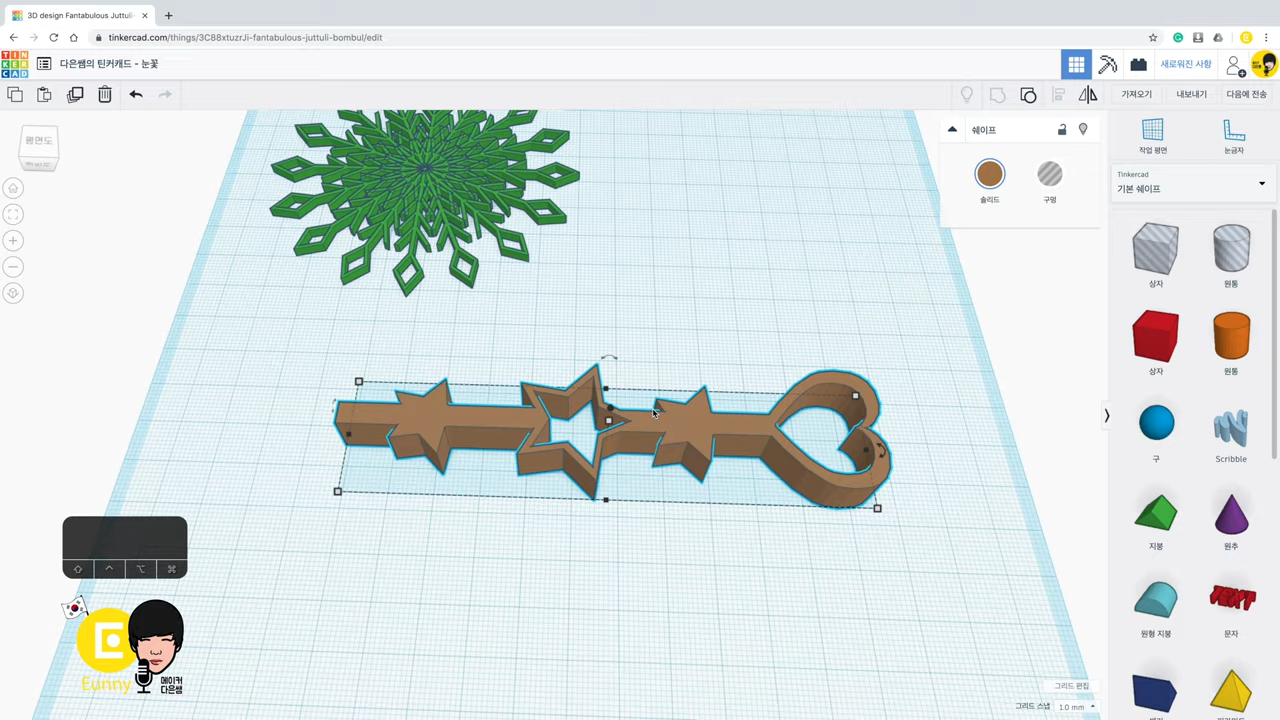 3D design Fantabulous Juttuli-
tinkercad.com/things/3C88xtuzrJi-fantabulous-juttuli-bombul/edit
TIN
KER
CAD
다은쌤의 틴커캐드 - 눈꽃
새로워진 사항
가져오기
내보내기
다음에 전송
평면도
쉐이프
솔리드
구멍
작업 평면
눈금자
Tinkercad
기본 쉐이프
상자
원통
상자
원통
구
Scribble
지붕
원추
원형 지붕
문자
TEXT
그리드 편집
그리드 스냅
1.0 mm
Eunny
메이커
다은쌤